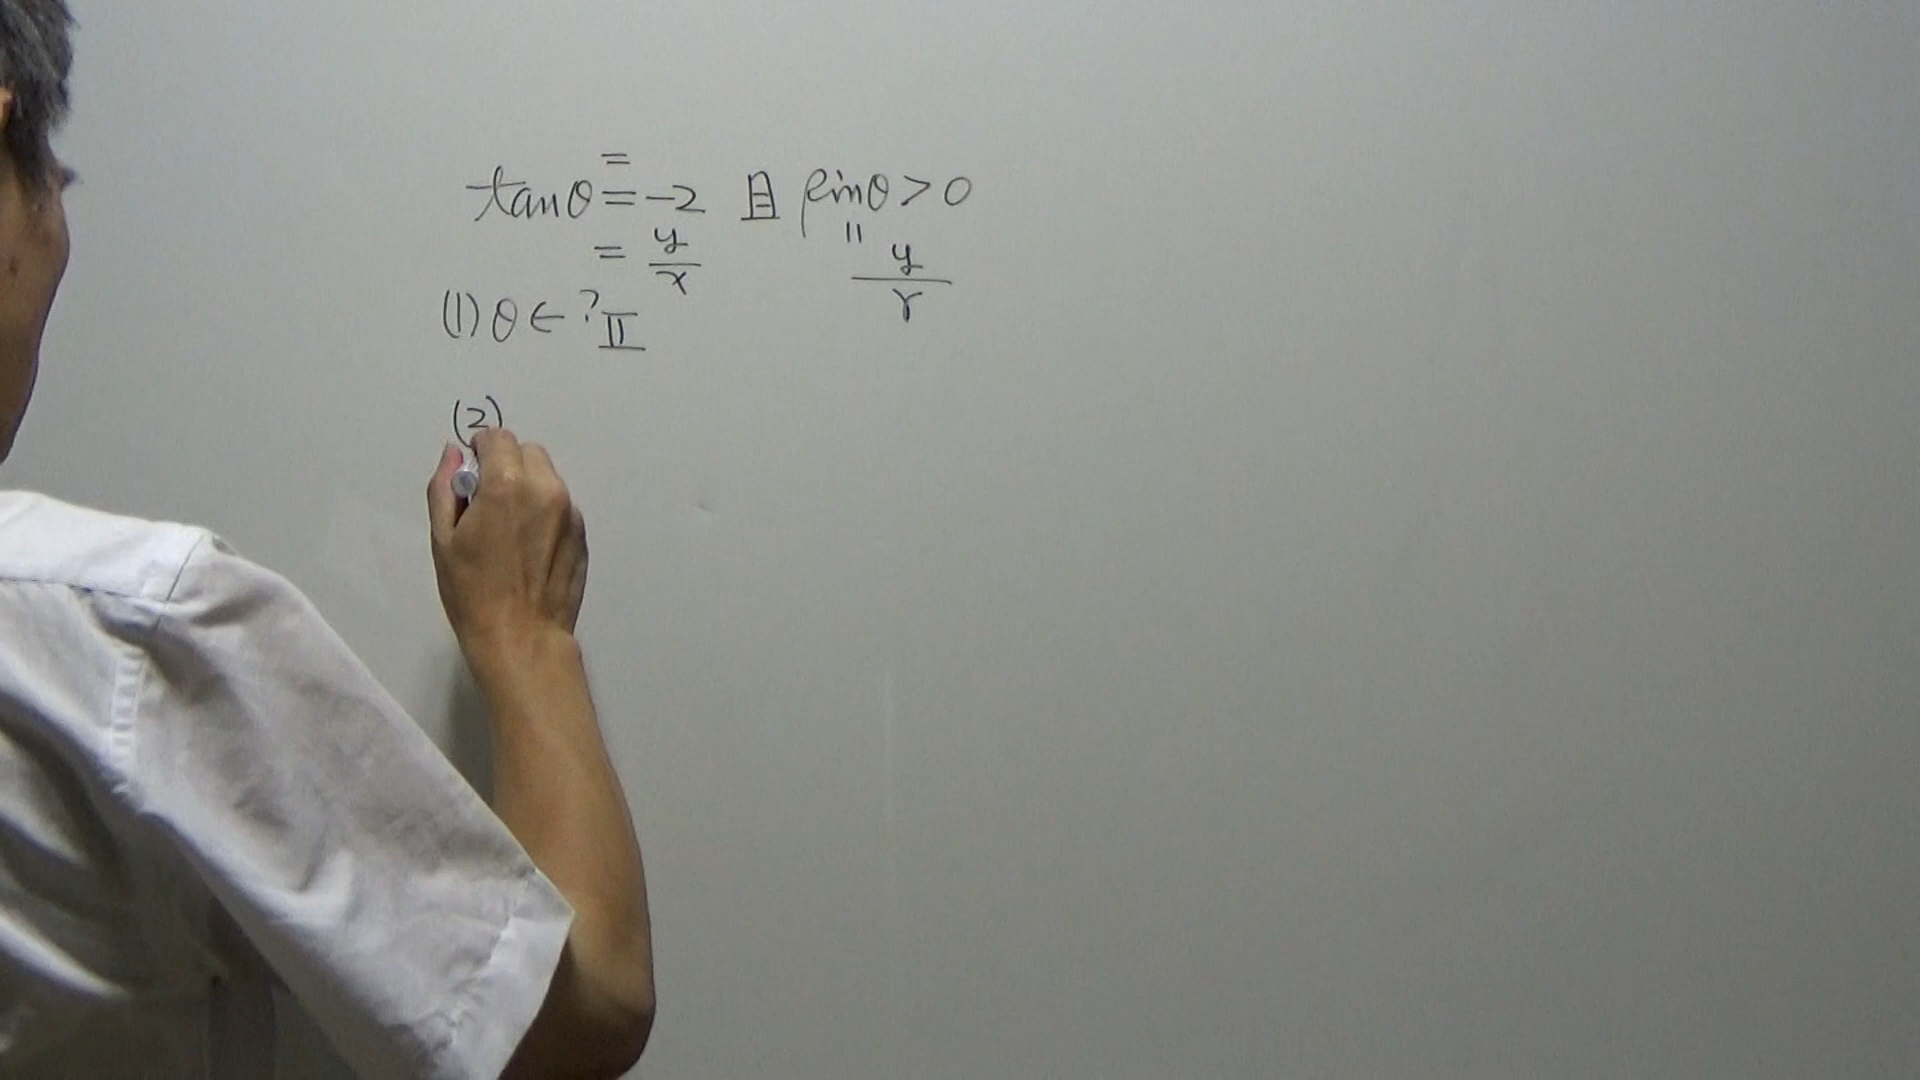 =
tanθ = -2 且 sinθ > 0
= y/x = y/r
(1) θ ∈ ? II
(2)